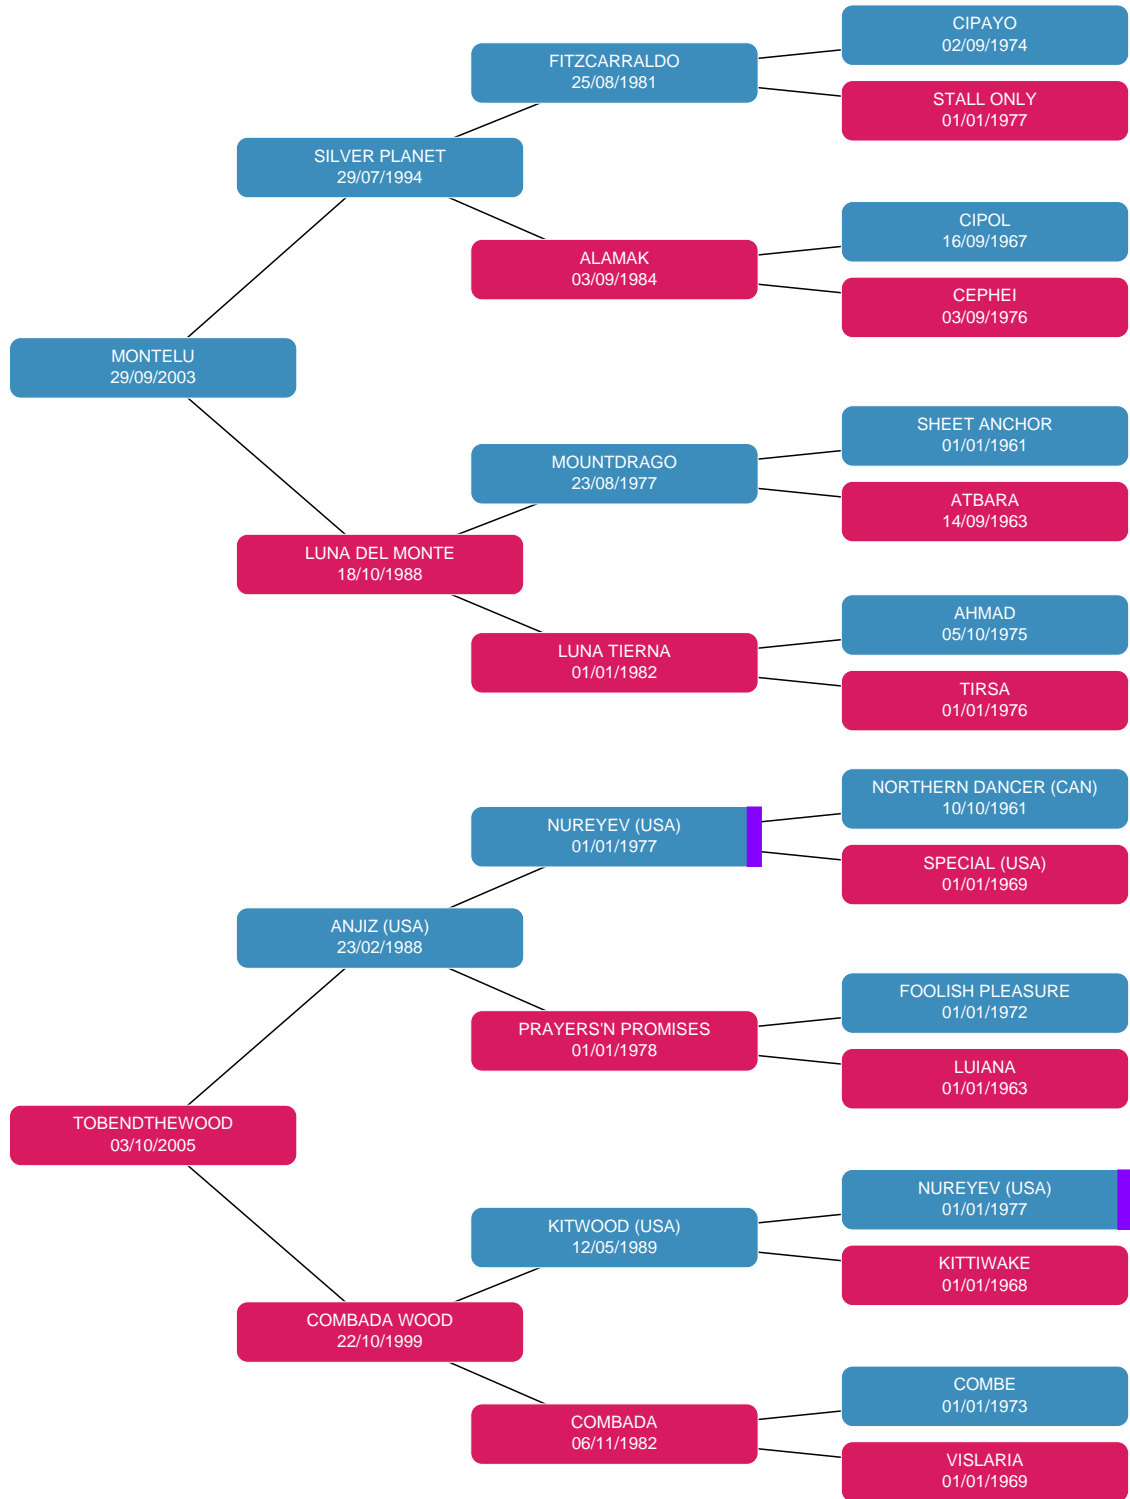 CIPAYO
02/09/1974
FITZCARRALDO
25/08/1981
STALL ONLY
01/01/1977
SILVER PLANET
29/07/1994
CIPOL
16/09/1967
ALAMAK
03/09/1984
CEPHEI
03/09/1976
MONTELU
29/09/2003
SHEET ANCHOR
01/01/1961
MOUNTDRAGO
23/08/1977
ATBARA
14/09/1963
LUNA DEL MONTE
18/10/1988
AHMAD
05/10/1975
LUNA TIERNA
01/01/1982
TIRSA
01/01/1976
NORTHERN DANCER (CAN)
10/10/1961
NUREYEV (USA)
01/01/1977
SPECIAL (USA)
01/01/1969
ANJIZ (USA)
23/02/1988
FOOLISH PLEASURE
01/01/1972
PRAYERS'N PROMISES
01/01/1978
LUIANA
01/01/1963
TOBENDTHEWOOD
03/10/2005
NUREYEV (USA)
01/01/1977
KITWOOD (USA)
12/05/1989
KITTIWAKE
01/01/1968
COMBADA WOOD
22/10/1999
COMBE
01/01/1973
COMBADA
06/11/1982
VISLARIA
01/01/1969